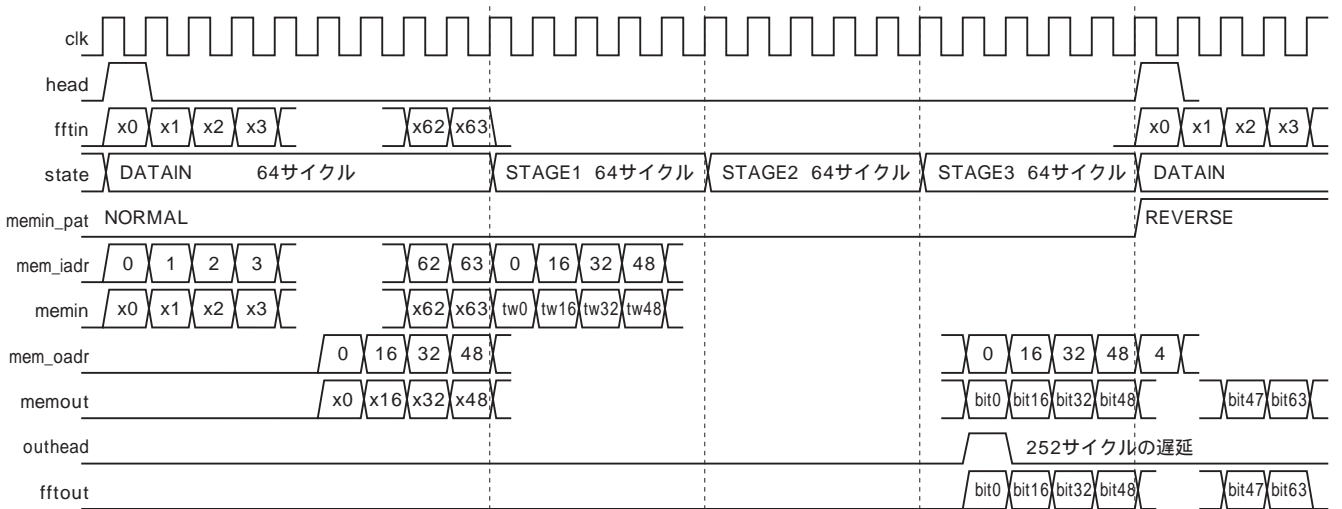 clk
head
fftin x0 x1 x2 x3 x62 x63 x0 x1 x2 x3
state DATAIN 64サイクル STAGE1 64サイクル STAGE2 64サイクル STAGE3 64サイクル DATAIN
memin_pat NORMAL REVERSE
mem_iadr 0 1 2 3 62 63 0 16 32 48
memin x0 x1 x2 x3 x62 x63 tw0 tw16 tw32 tw48
mem_oadr 0 16 32 48 0 16 32 48 4
memout x0 x16 x32 x48 bit0 bit16 bit32 bit48 bit47 bit63
outhead 252サイクルの遅延
fftout bit0 bit16 bit32 bit48 bit47 bit63